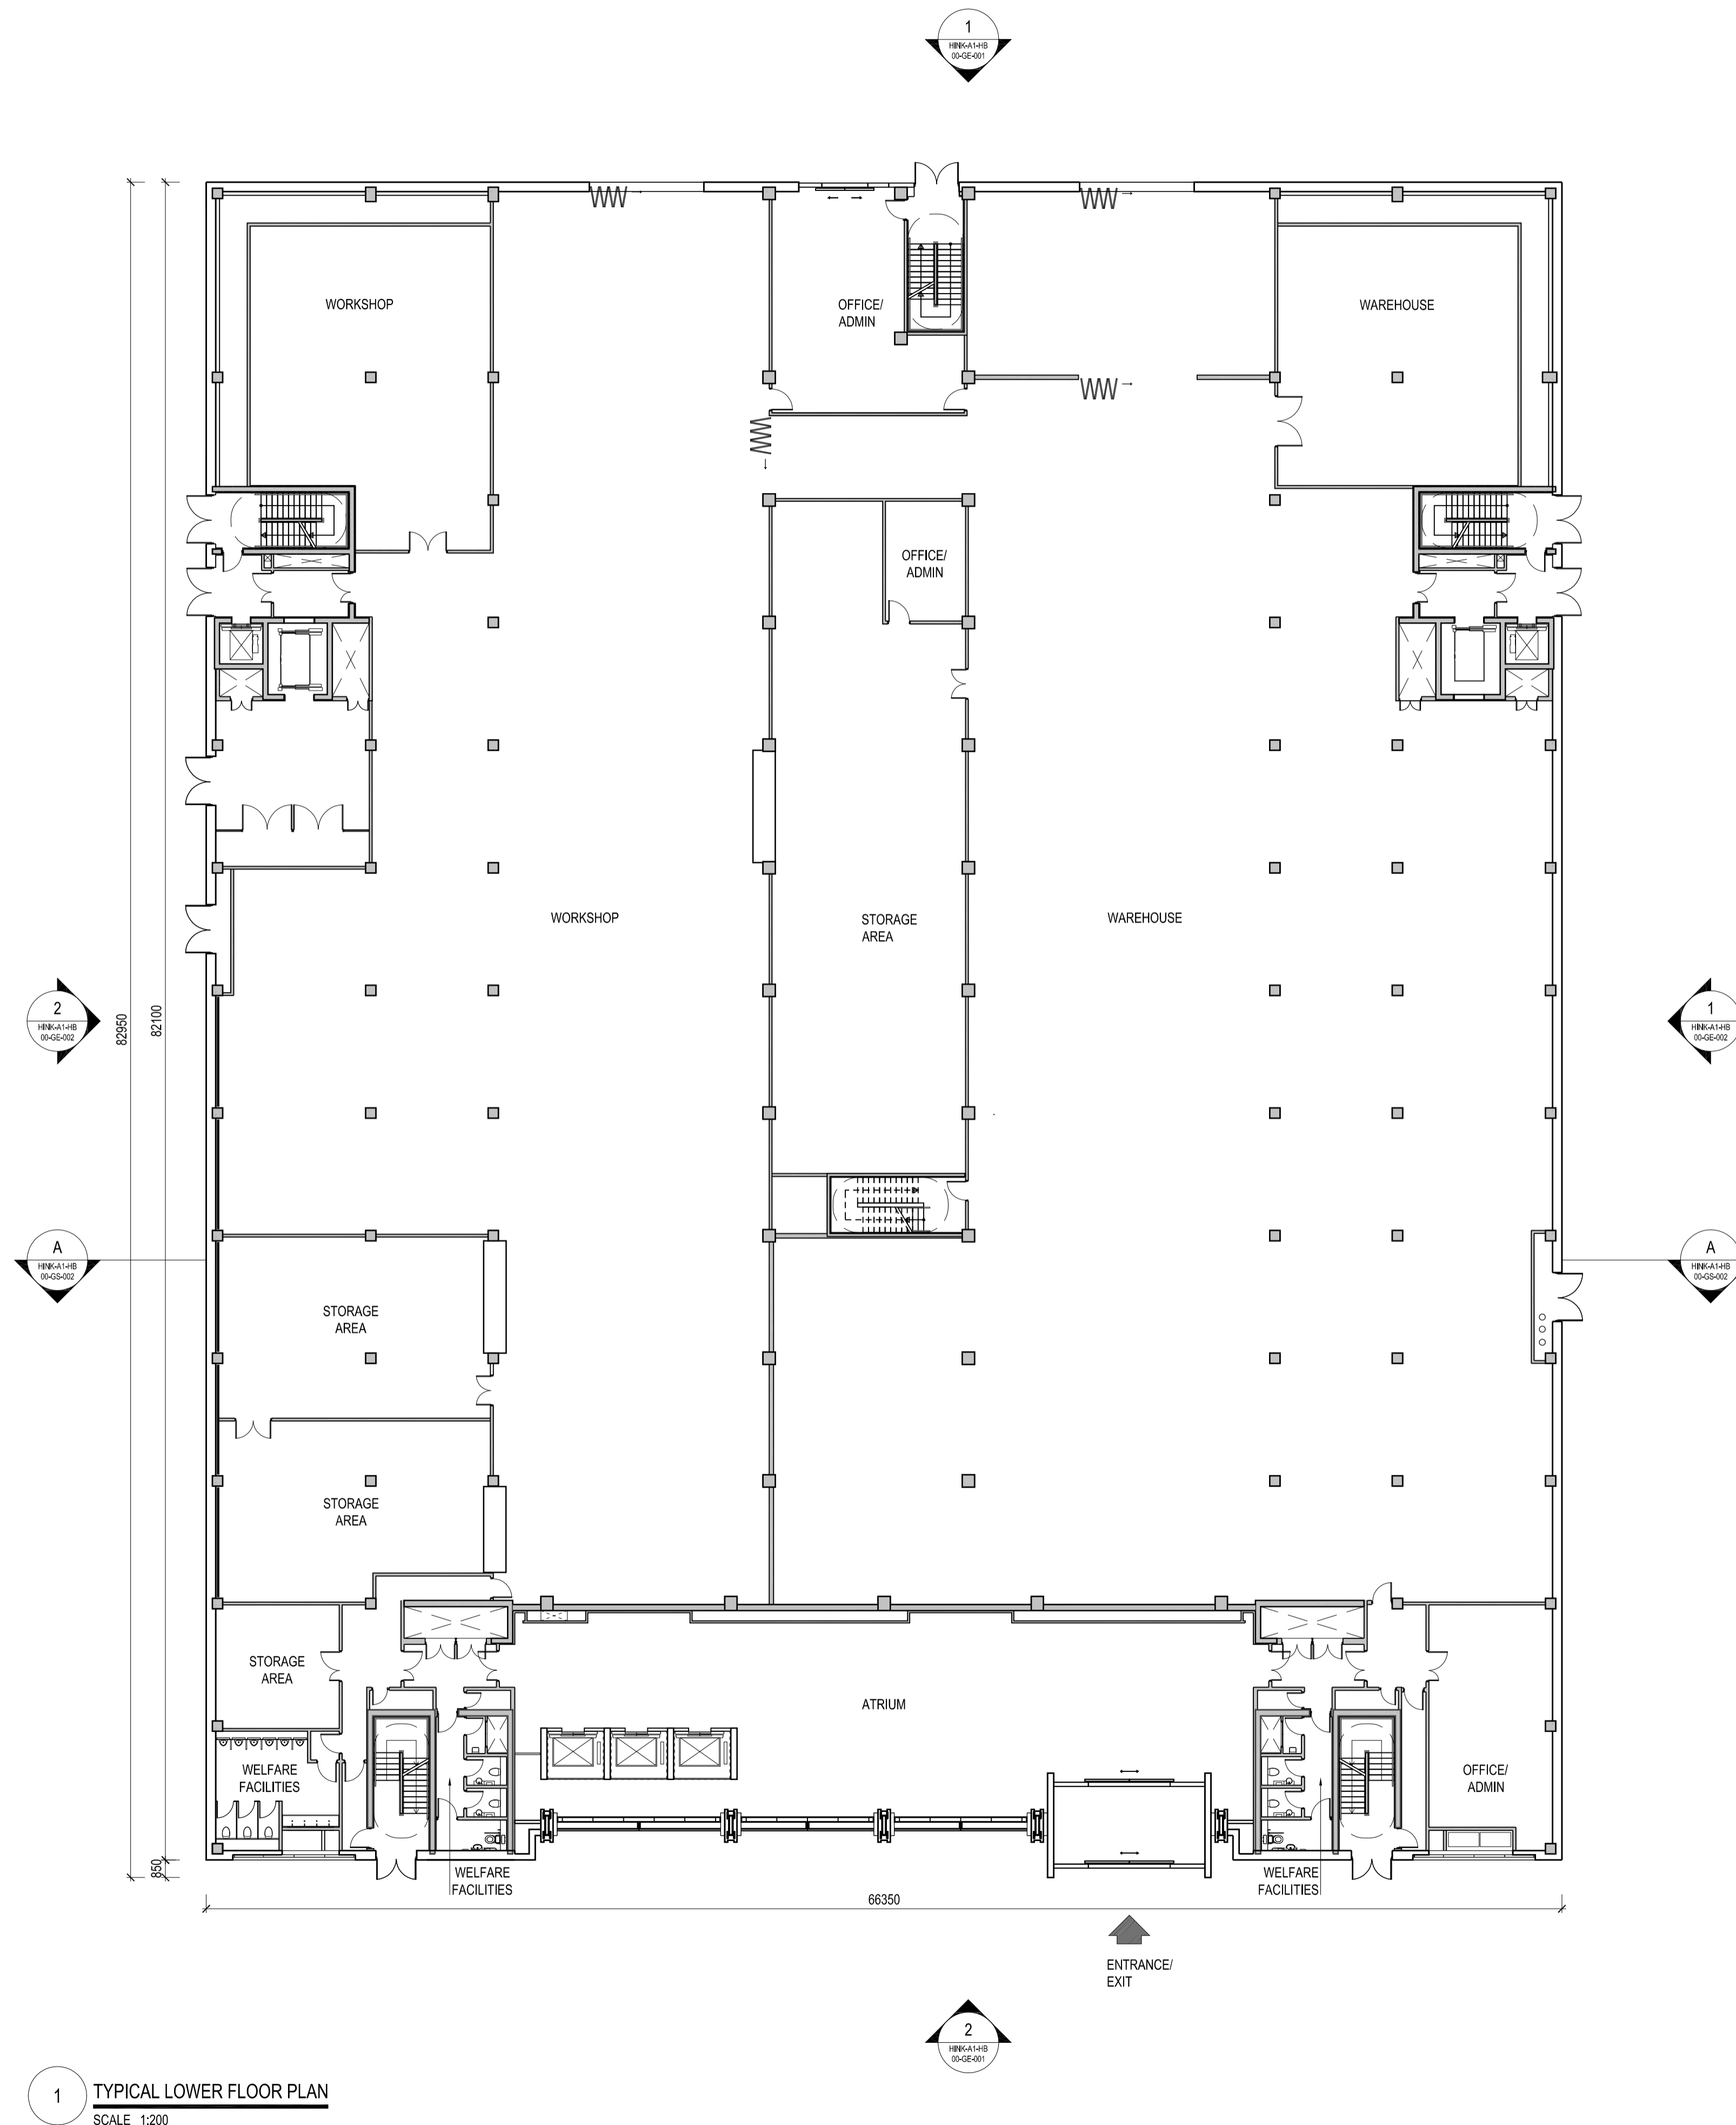 1
HINK-A1-HB
00-GE-001
WORKSHOP
OFFICE/
ADMIN
WAREHOUSE
OFFICE/
ADMIN
WORKSHOP
STORAGE
AREA
WAREHOUSE
2
HINK-A1-HB
00-GE-002
82950
82100
1
HINK-A1-HB
00-GE-002
A
HINK-A1-HB
00-GS-002
A
HINK-A1-HB
00-GS-002
STORAGE
AREA
STORAGE
AREA
STORAGE
AREA
ATRIUM
WELFARE
FACILITIES
OFFICE/
ADMIN
850
WELFARE
FACILITIES
WELFARE
FACILITIES
66350
ENTRANCE/
EXIT
2
HINK-A1-HB
00-GE-001
1
TYPICAL LOWER FLOOR PLAN
SCALE 1:200